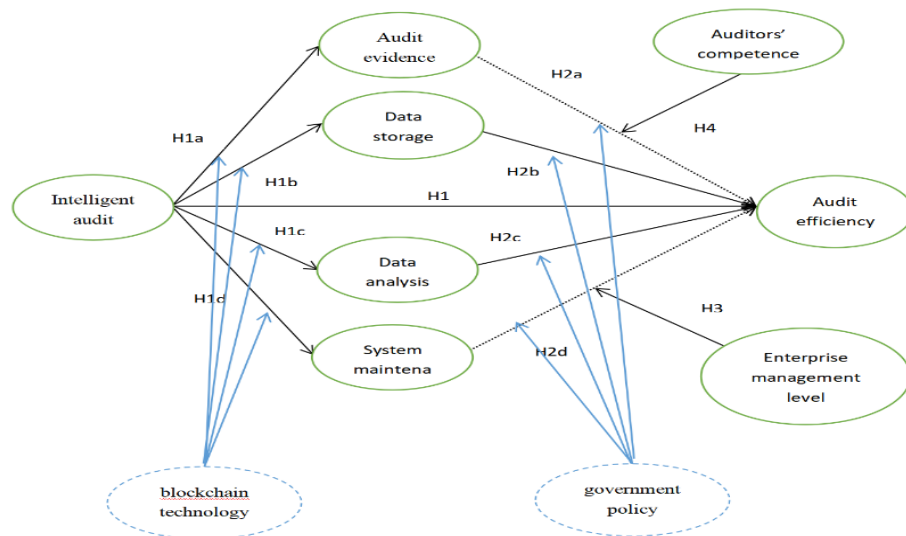 Audit
evidence
Auditors'
competence
H2a
Data
storage
H4
H1a
H1b
H2b
Intelligent
audit
H1
Audit
efficiency
H1c
H2c
Data
analysis
H1d
H3
System
maintena
H2d
Enterprise
management
level
blockchain
technology
government
policy